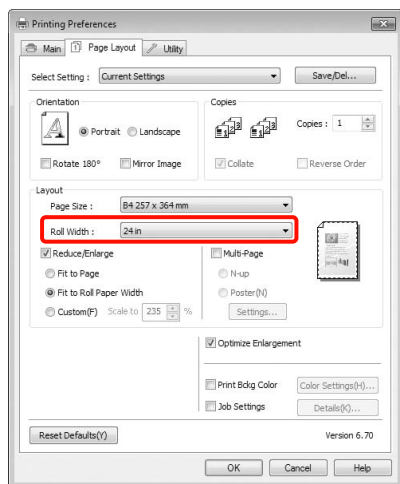 Printing Preferences
Main Page Layout Utility
Select Setting : Current Settings Save/Del...
Orientation
Portrait Landscape
Rotate 180° Mirror Image
Copies
Copies : 1
Collate Reverse Order
Layout
Page Size : B4 257 x 364 mm
Roll Width : 24 in
Reduce/Enlarge
Fit to Page
Fit to Roll Paper Width
Custom(F) Scale to 235 %
Multi-Page
N-up
Poster(N)
Settings...
Optimize Enlargement
Print Bckg Color Color Settings(H)...
Job Settings Details(K)...
Reset Defaults(Y) Version 6.70
OK Cancel Help